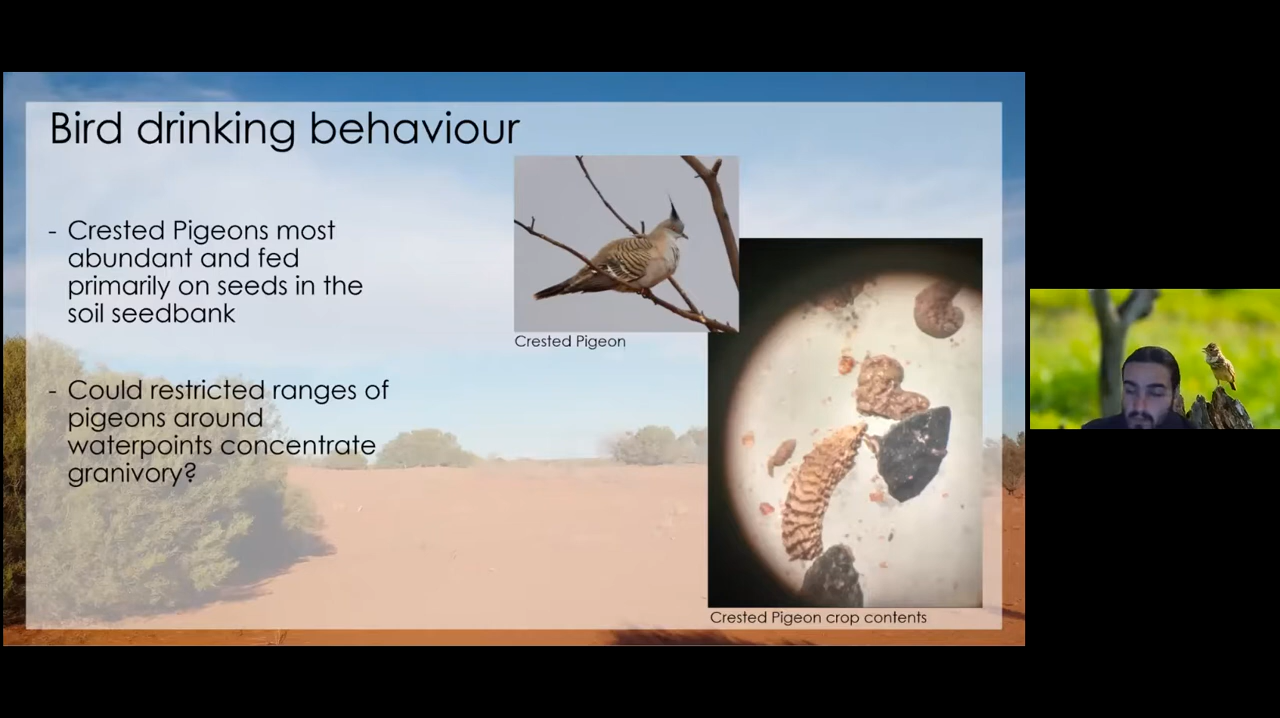 Bird drinking behaviour
- Crested Pigeons most
abundant and fed
primarily on seeds in the
soil seedbank
- Could restricted ranges of
pigeons around
waterpoints concentrate
granivory?
Crested Pigeon
Crested Pigeon crop contents